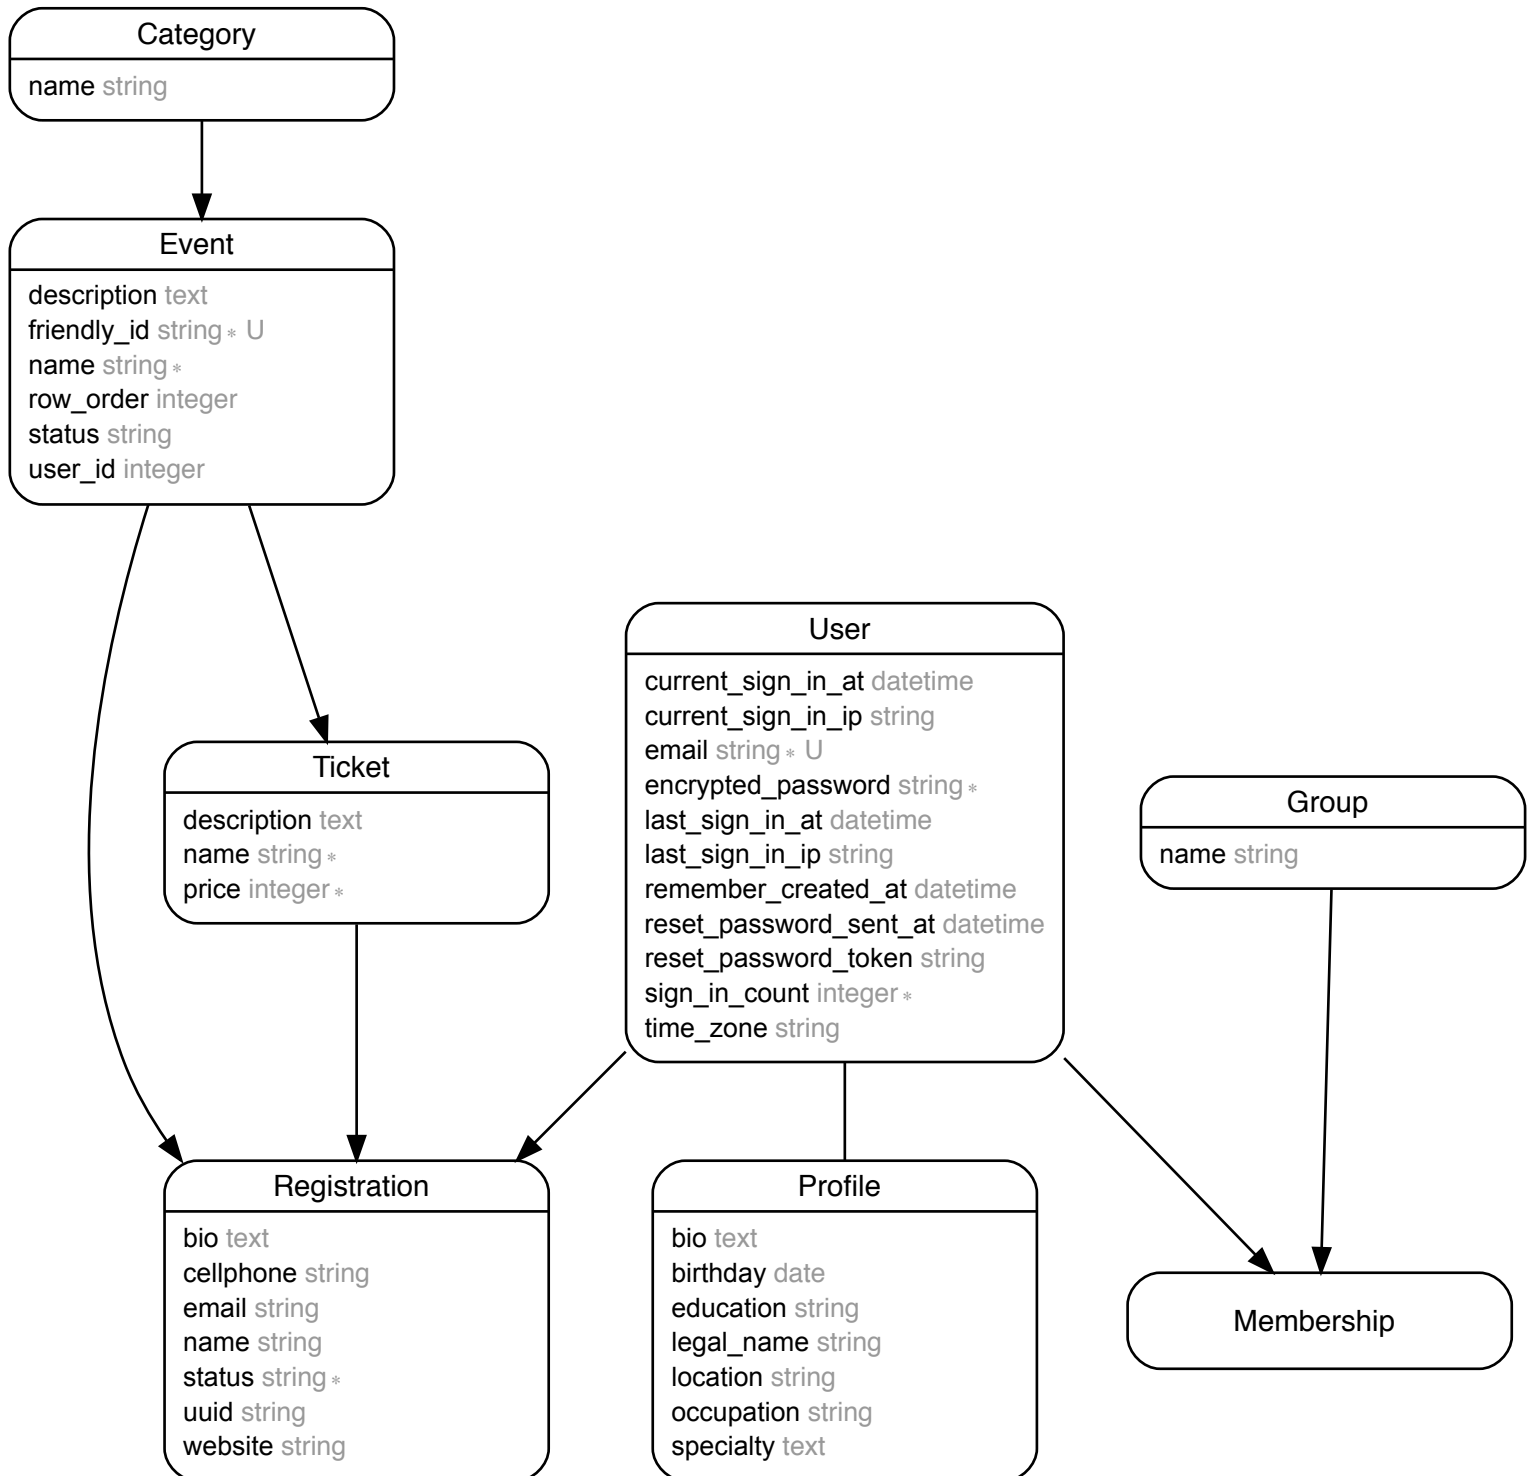 Category
name string
Event
description text
friendly_id string * U
name string *
row_order integer
status string
user_id integer
Ticket
description text
name string *
price integer *
User
current_sign_in_at datetime
current_sign_in_ip string
email string * U
encrypted_password string *
last_sign_in_at datetime
last_sign_in_ip string
remember_created_at datetime
reset_password_sent_at datetime
reset_password_token string
sign_in_count integer *
time_zone string
Group
name string
Registration
bio text
cellphone string
email string
name string
status string *
uuid string
website string
Profile
bio text
birthday date
education string
legal_name string
location string
occupation string
specialty text
Membership